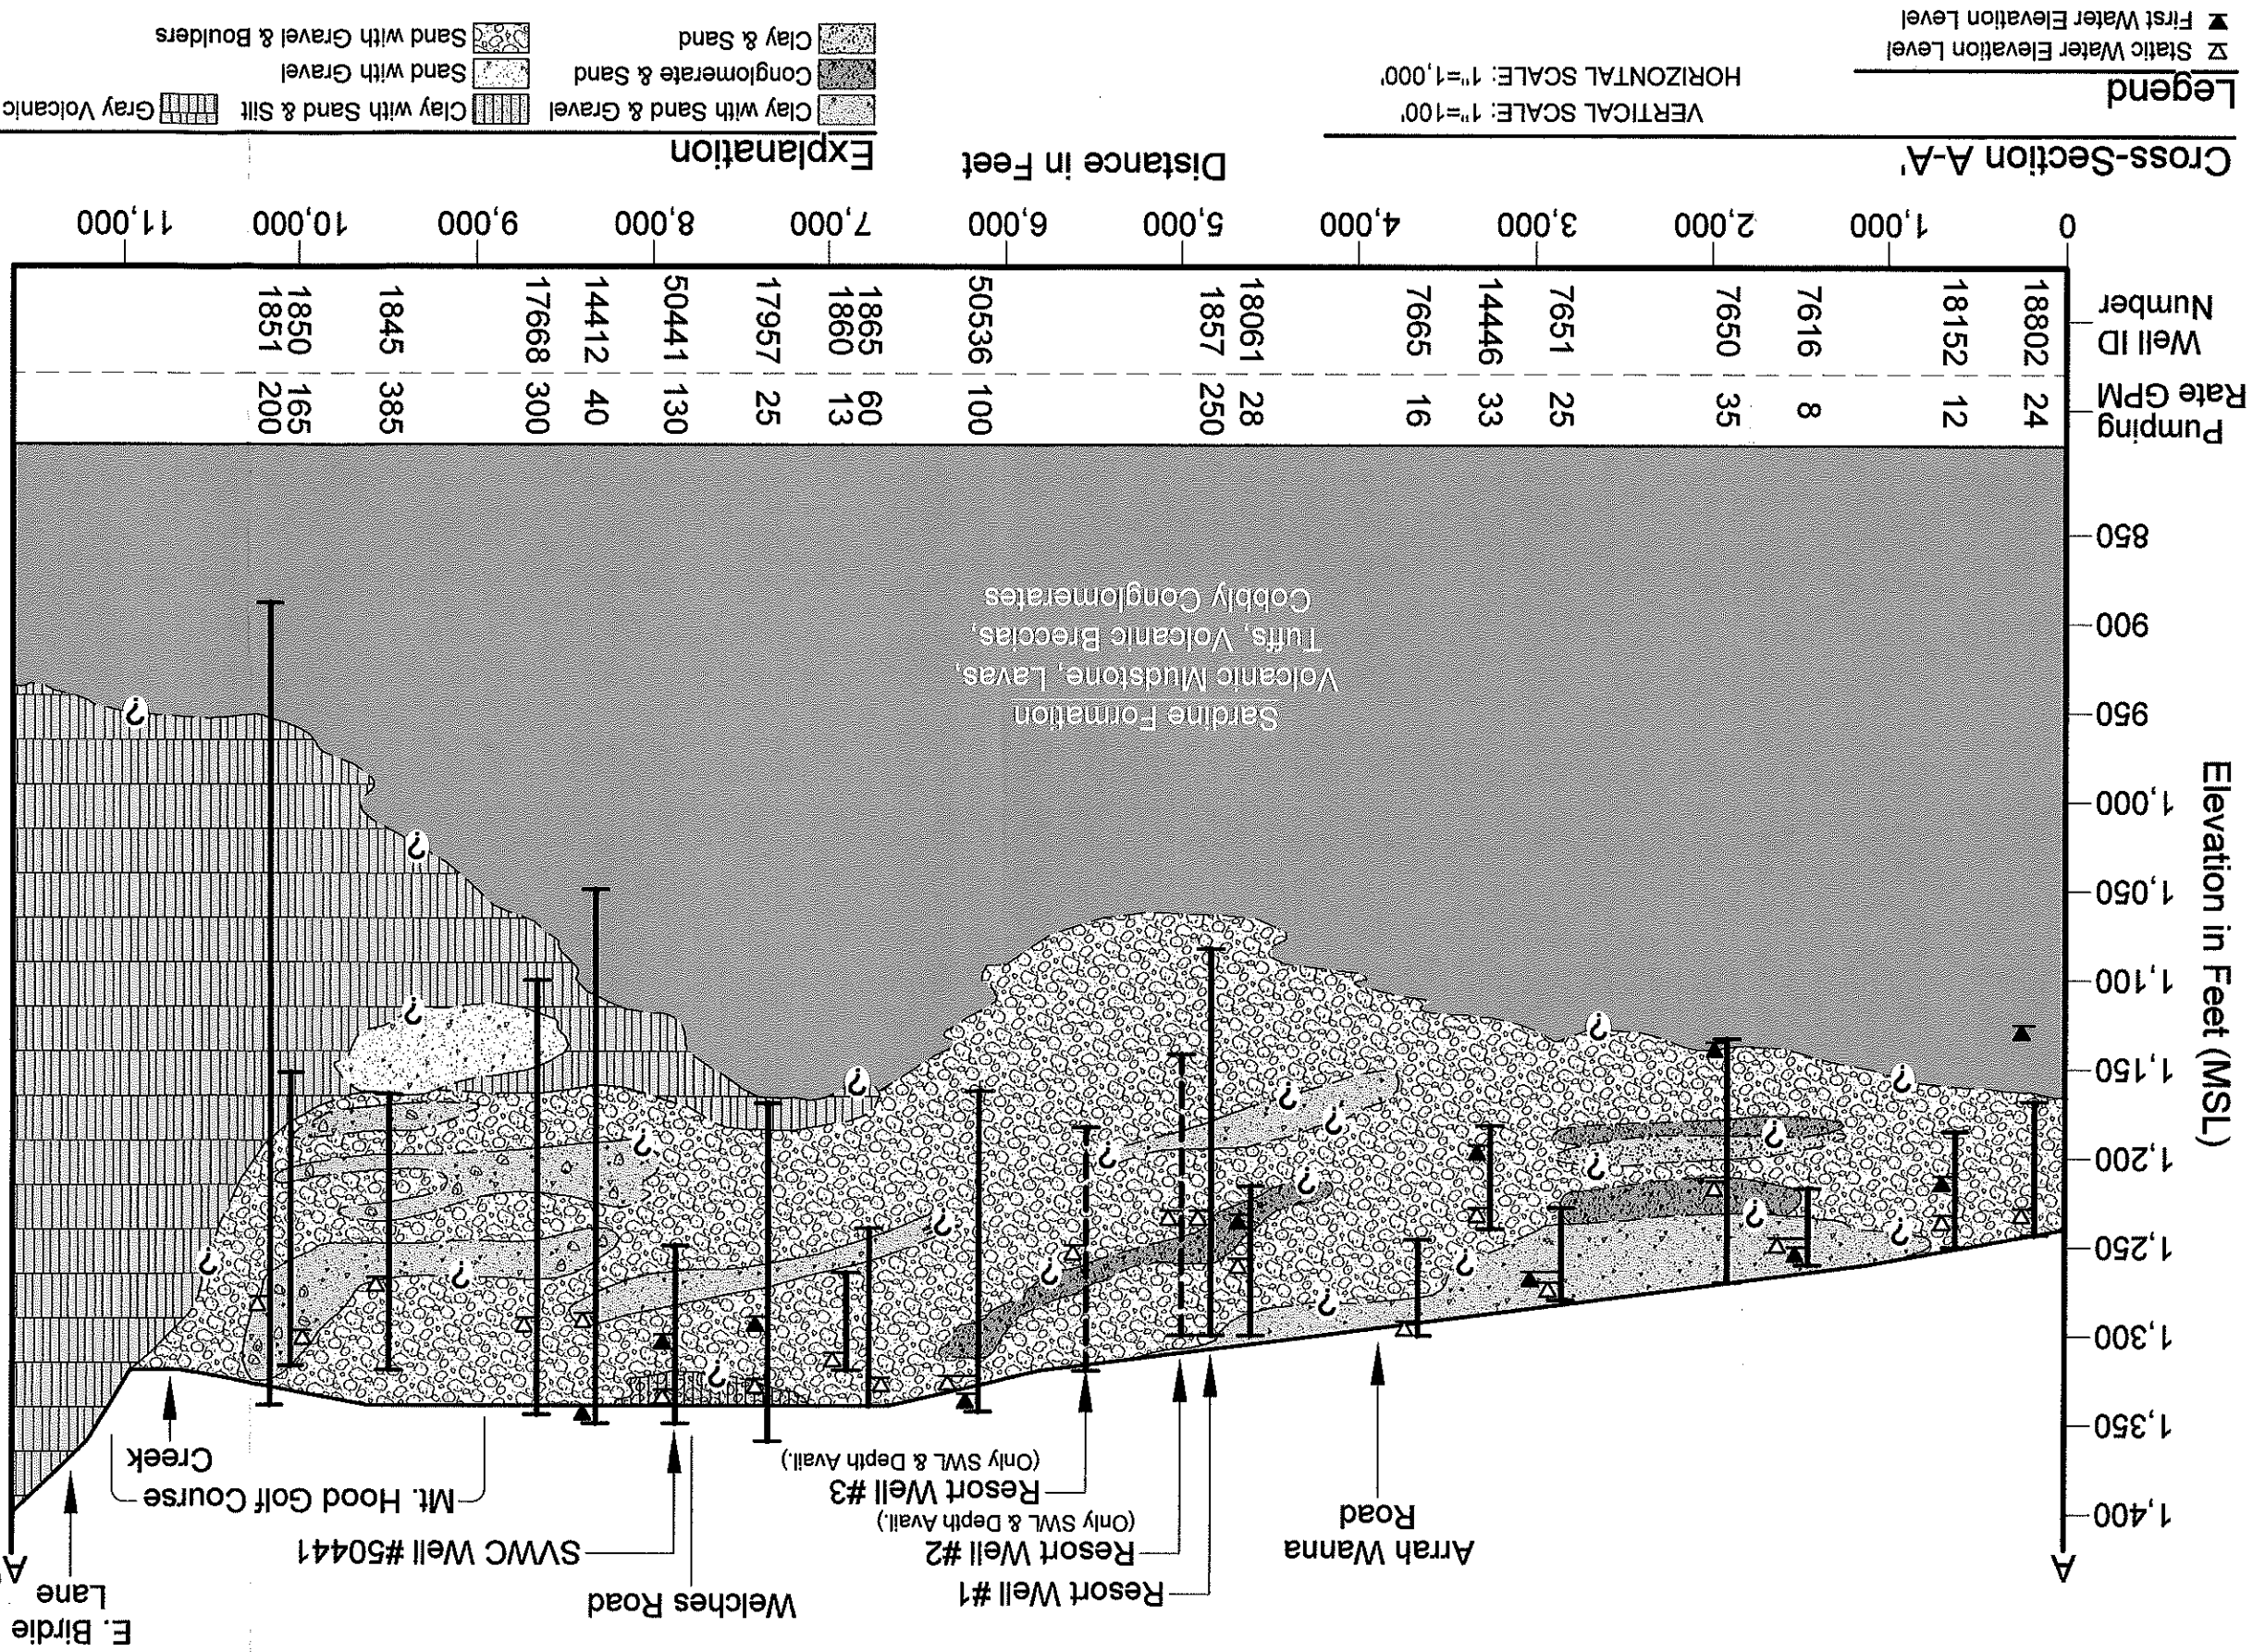 A
A'
E. Birdie
Lane
Welches Road
Resort Well #1
Resort Well #2
(Only SWL & Depth Avail.)
Resort Well #3
(Only SWL & Depth Avail.)
SVWC Well #50441
Mt. Hood Golf Course
Creek
Arrah Wanna
Road
Elevation in Feet (MSL)
1,400
1,350
1,300
1,250
1,200
1,150
1,100
1,050
1,000
950
900
850
? ? ? ? ? ? ? ? ? ? ? ? ? ? ? ? ? ? ? ? ? ? ? ?
Sardine Formation
Volcanic Mudstone, Lavas,
Tuffs, Volcanic Breccias,
Cobbly Conglomerates
Pumping
Rate GPM
24 12 8 35 25 33 16 28 250 100 60 13 25 130 40 300 385 165 200
Well ID
Number
18802 18152 7616 7650 7651 14446 7665 18061 1857 50536 1865 1860 17957 50441 14412 17668 1845 1850 1851
0 1,000 2,000 3,000 4,000 5,000 6,000 7,000 8,000 9,000 10,000 11,000
Distance in Feet
Cross-Section A-A'
VERTICAL SCALE: 1"=100'
HORIZONTAL SCALE: 1"=1,000'
Legend
Static Water Elevation Level
First Water Elevation Level
Explanation
Clay with Sand & Gravel
Conglomerate & Sand
Clay & Sand
Clay with Sand & Silt
Sand with Gravel
Sand with Gravel & Boulders
Gray Volcanic